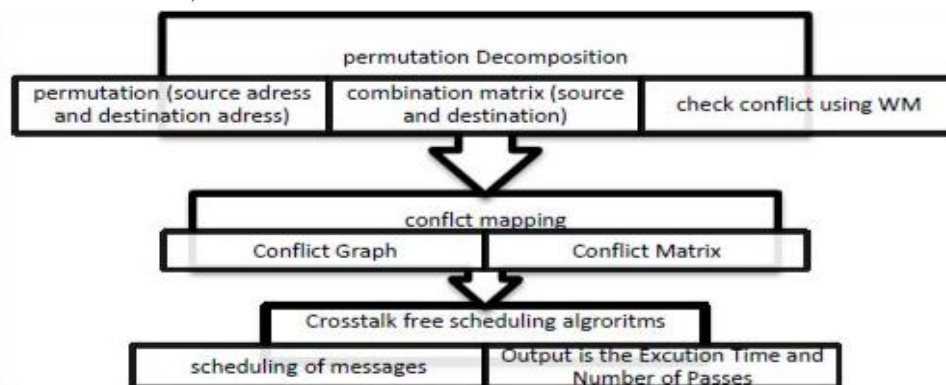 permutation Decomposition
permutation (source adress
and destination adress)
combination matrix (source
and destination)
check conflict using WM
conflct mapping
Conflict Graph
Conflict Matrix
Crosstalk free scheduling algroritms
scheduling of messages
Output is the Excution Time and
Number of Passes